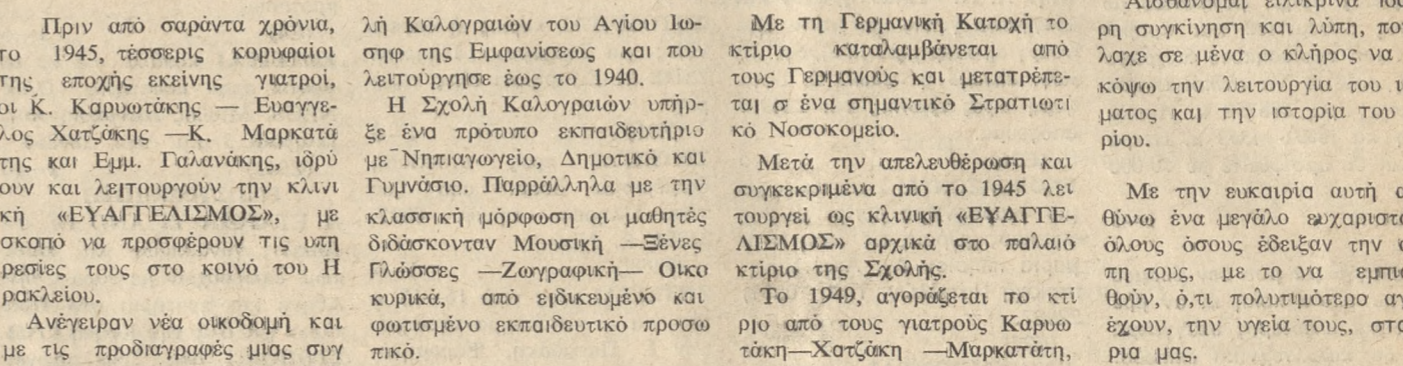 Πριν από σαράντα χρόνια,
το 1945, τέσσερις κορυφαίοι
της εποχής εκείνης γιατροί,
οι Κ. Καρυωτάκης — Ευαγγε-
λος Χατζάκης —Κ. Μαρκατά
της και Εμμ. Γαλανάκης, ιδρύ
ουν και λειτουργούν την κλινι
κή «ΕΥΑΓΓΕΛΙΣΜΟΣ», με
σκοπό να προσφέρουν τις υπη
ρεσίες τους στο κοινό του Η
ρακλείου.
Ανέγειραν νέα οικοδομή και
με τις προδιαγραφές μιας συγ
λή Καλογραιών του Αγίου Ιω-
σηφ της Εμφανίσεως και που
λειτούργησε έως το 1940.
Η Σχολή Καλογραιών υπήρ-
ξε ένα πρότυπο εκπαιδευτήριο
με Νηπιαγωγείο, Δημοτικό και
Γυμνάσιο. Παρράλληλα με την
κλασσική μόρφωση οι μαθητές
διδάσκονταν Μουσική —Ξένες
Γλώσσες —Ζωγραφική— Οικο
κυρικά, από ειδικευμένο και
φωτισμένο εκπαιδευτικό προσω
πικό.
Με τη Γερμανική Κατοχή το
κτίριο καταλαμβάνεται από
τους Γερμανούς και μετατρέπε-
ται σ ένα σημαντικό Στρατιωτι
κό Νοσοκομείο.
Μετά την απελευθέρωση και
συγκεκριμένα από το 1945 λει
τουργεί ως κλινική «ΕΥΑΓΓΕ-
ΛΙΣΜΟΣ» αρχικά στο παλαιό
κτίριο της Σχολής.
Το 1949, αγοράζεται το κτί
ριο από τους γιατρούς Καρυω
τάκη—Χατζάκη —Μαρκατάτη,
Αισθάνομαι ειλικρινά
ρη συγκίνηση και λύπη, πο
λαχε σε μένα ο κλήρος να
κόψω την λειτουργία του ι
ματος και την ιστορία του
ρίου.
Με την ευκαιρία αυτή α
θύνω ένα μεγάλο ευχαριστ
όλους όσους έδειξαν την
πη τους, με το να εμπισ
θούν, ό,τι πολυτιμότερο αγ
έχουν, την υγεία τους, στα
ρια μας.